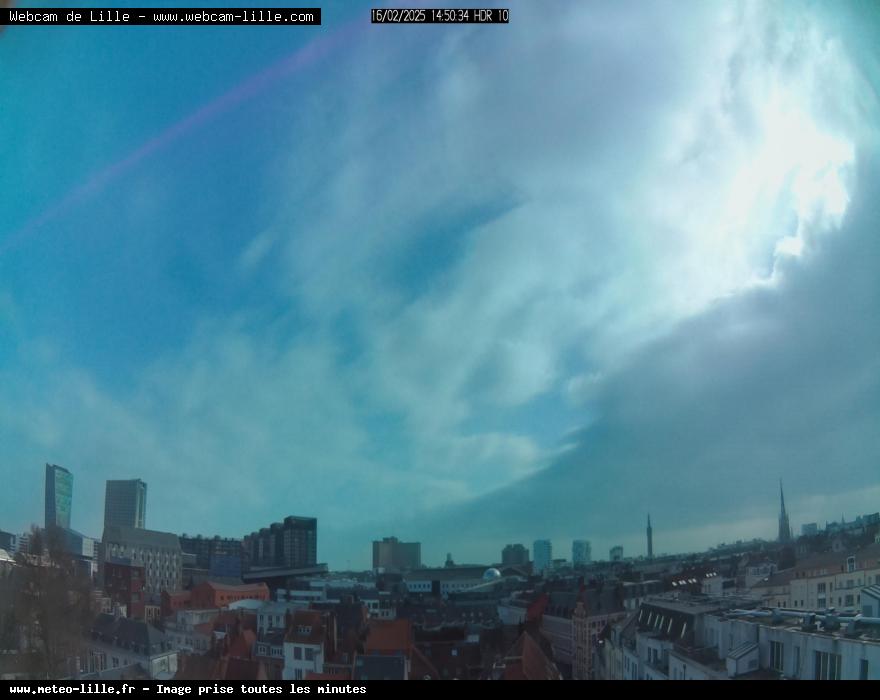 Webcam de Lille - www.webcam-lille.com
16/02/2025 14:50:34 HDR 10
www.meteo-lille.fr - Image prise toutes les minutes